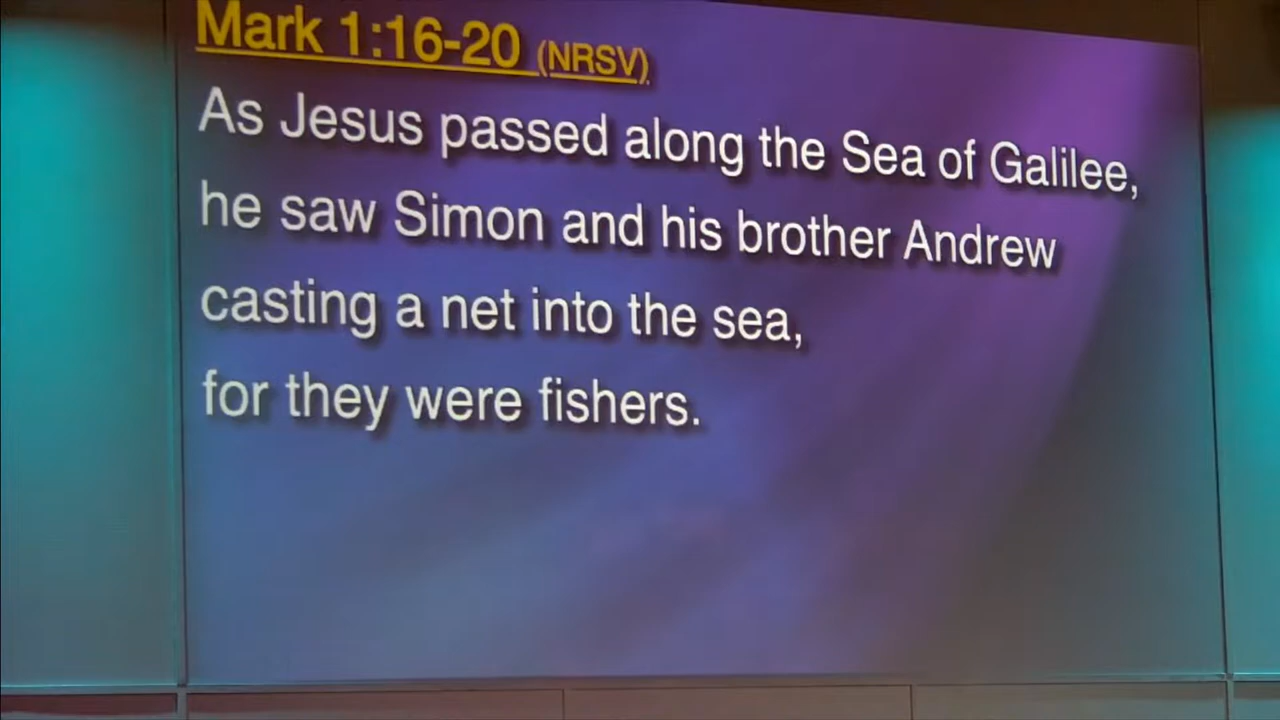 Mark 1:16-20 (NRSV)
As Jesus passed along the Sea of Galilee,
he saw Simon and his brother Andrew
casting a net into the sea,
for they were fishers.